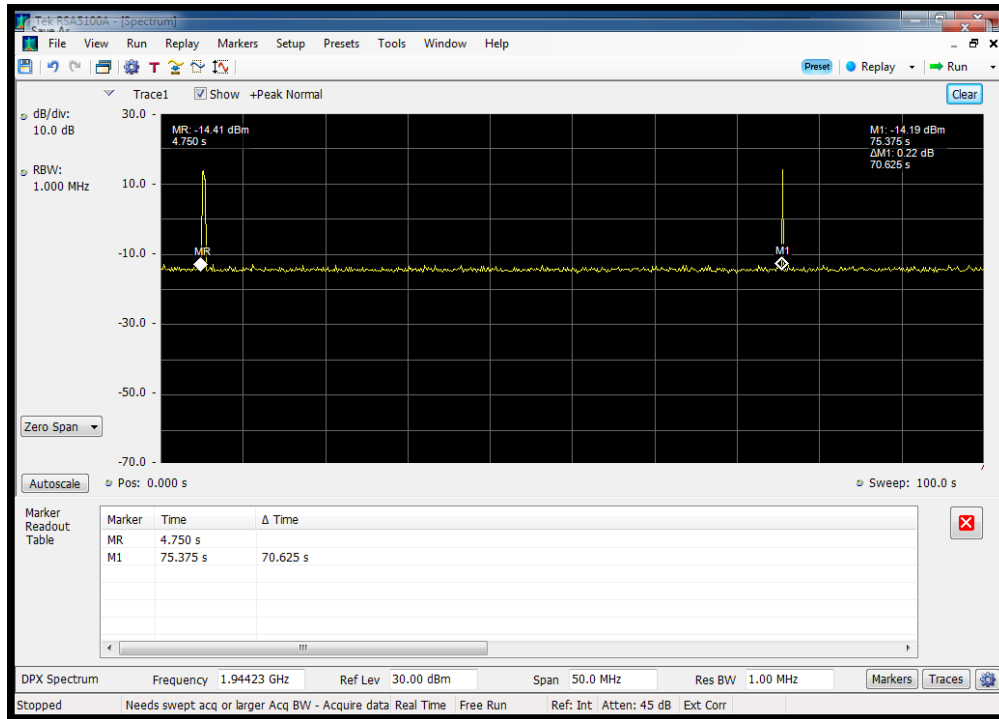 Tek RSA5100A - [Spectrum]
Save As
File View Run Replay Markers Setup Presets Tools Window Help
T Preset Replay Run
Trace1 Show +Peak Normal Clear
dB/div:
10.0 dB
RBW:
1.000 MHz
30.0 -
10.0 -
-10.0 -
-30.0 -
-50.0 -
-70.0 -
MR: -14.41 dBm
4.750 s
M1: -14.19 dBm
75.375 s
ΔM1: 0.22 dB
70.625 s
MR
M1
Zero Span
Autoscale Pos: 0.000 s Sweep: 100.0 s
Marker
Readout
Table
Marker Time Δ Time
MR 4.750 s
M1 75.375 s 70.625 s
DPX Spectrum Frequency 1.94423 GHz Ref Lev 30.00 dBm Span 50.0 MHz Res BW 1.00 MHz Markers Traces
Stopped Needs swept acq or larger Acq BW - Acquire data Real Time Free Run Ref: Int Atten: 45 dB Ext Corr